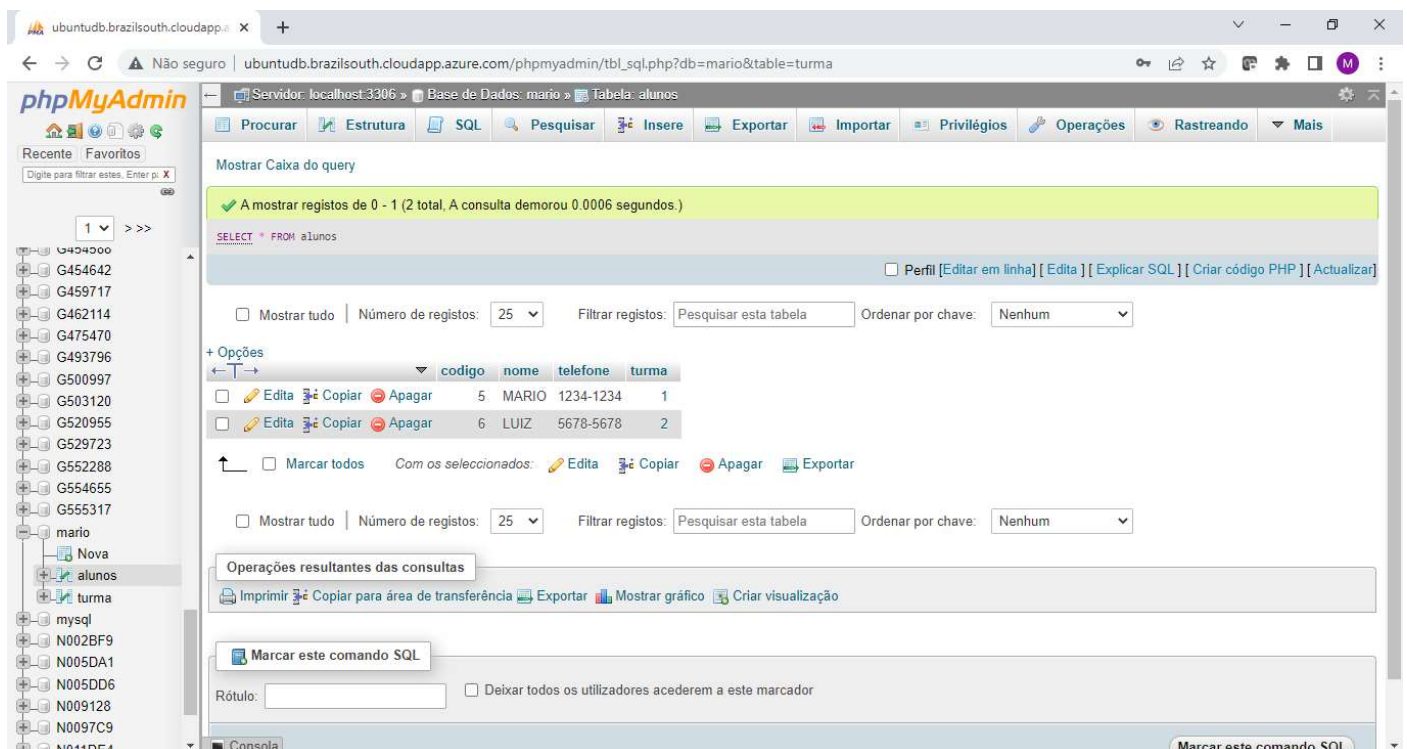 ubuntudb.brazilsouth.cloudapp.a
Não seguro | ubuntudb.brazilsouth.cloudapp.azure.com/phpmyadmin/tbl_sql.php?db=mario&table=turma
M
phpMyAdmin
Recente Favoritos
Digite para filtrar estes, Enter p: X
1 > >>
G454642
G459717
G462114
G475470
G493796
G500997
G503120
G520955
G529723
G552288
G554655
G555317
mario
Nova
alunos
turma
mysql
N002BF9
N005DA1
N005DD6
N009128
N0097C9
Servidor: localhost:3306 » Base de Dados: mario » Tabela: alunos
Procurar Estrutura SQL Pesquisar Insere Exportar Importar Privilégios Operações Rastreando Mais
Mostrar Caixa do query
A mostrar registos de 0 - 1 (2 total, A consulta demorou 0.0006 segundos.)
SELECT * FROM alunos
Perfil [Editar em linha] [ Edita ] [ Explicar SQL ] [ Criar código PHP ] [ Actualizar]
Mostrar tudo | Número de registos: 25 Filtrar registos: Pesquisar esta tabela Ordenar por chave: Nenhum
+ Opções
←T→ codigo nome telefone turma
Edita Copiar Apagar 5 MARIO 1234-1234 1
Edita Copiar Apagar 6 LUIZ 5678-5678 2
Marcar todos Com os seleccionados: Edita Copiar Apagar Exportar
Mostrar tudo | Número de registos: 25 Filtrar registos: Pesquisar esta tabela Ordenar por chave: Nenhum
Operações resultantes das consultas
Imprimir Copiar para área de transferência Exportar Mostrar gráfico Criar visualização
Marcar este comando SQL
Rótulo: Deixar todos os utilizadores acederem a este marcador
Consola
Marcar este comando SQL